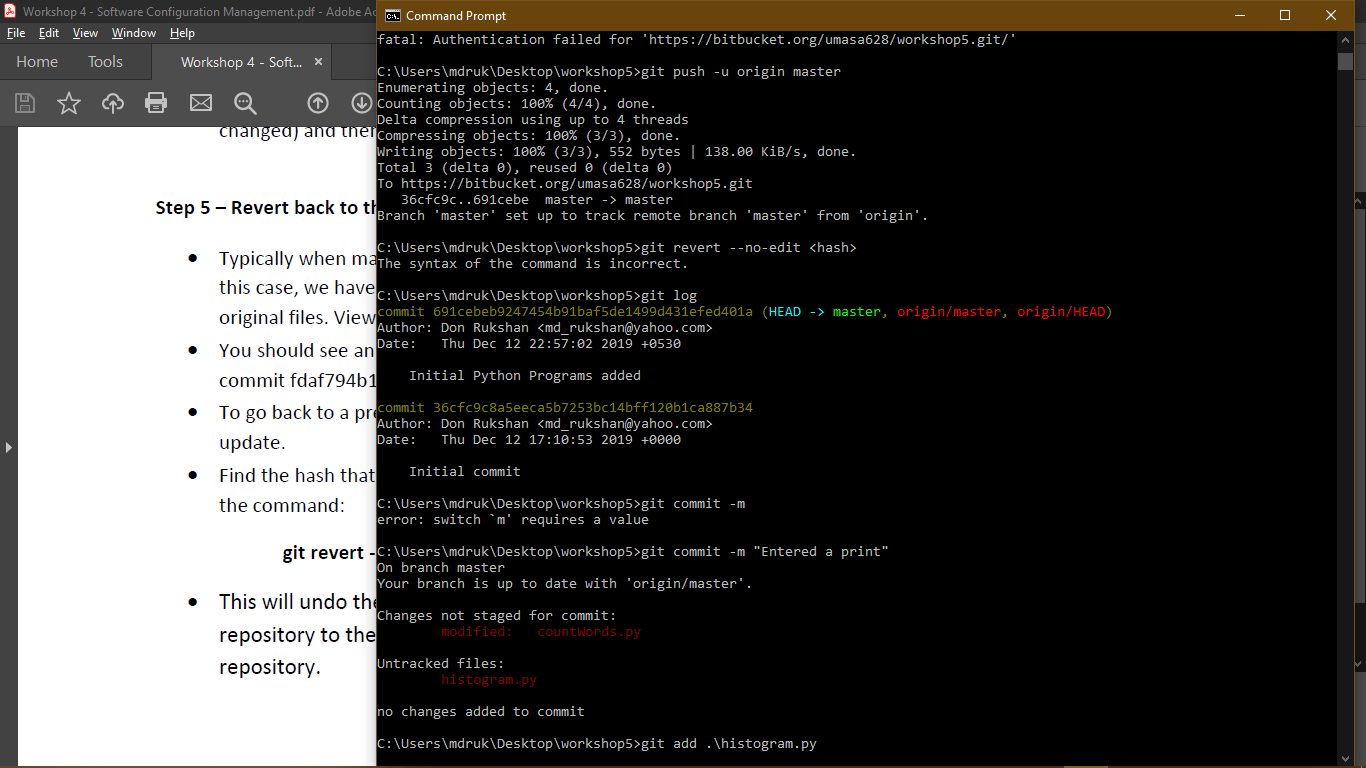 Workshop 4 - Software Configuration Management.pdf - Adobe Ac
File Edit View Window Help
Home Tools Workshop 4 - Soft... ×
changed) and ther
Step 5 – Revert back to th
• Typically when ma
this case, we have
original files. View
• You should see an
commit fdaf794b1
• To go back to a pre
update.
• Find the hash that
the command:
git revert -
• This will undo the
repository to the
repository.
Command Prompt
fatal: Authentication failed for 'https://bitbucket.org/umasa628/workshop5.git/'
C:\Users\mdruk\Desktop\workshop5>git push -u origin master
Enumerating objects: 4, done.
Counting objects: 100% (4/4), done.
Delta compression using up to 4 threads
Compressing objects: 100% (3/3), done.
Writing objects: 100% (3/3), 552 bytes | 138.00 KiB/s, done.
Total 3 (delta 0), reused 0 (delta 0)
To https://bitbucket.org/umasa628/workshop5.git
36cfc9c..691cebe master -> master
Branch 'master' set up to track remote branch 'master' from 'origin'.
C:\Users\mdruk\Desktop\workshop5>git revert --no-edit <hash>
The syntax of the command is incorrect.
C:\Users\mdruk\Desktop\workshop5>git log
commit 691cebeb9247454b91baf5de1499d431efed401a (HEAD -> master, origin/master, origin/HEAD)
Author: Don Rukshan <md_rukshan@yahoo.com>
Date: Thu Dec 12 22:57:02 2019 +0530
Initial Python Programs added
commit 36cfc9c8a5eeca5b7253bc14bff120b1ca887b34
Author: Don Rukshan <md_rukshan@yahoo.com>
Date: Thu Dec 12 17:10:53 2019 +0000
Initial commit
C:\Users\mdruk\Desktop\workshop5>git commit -m
error: switch `m' requires a value
C:\Users\mdruk\Desktop\workshop5>git commit -m "Entered a print"
On branch master
Your branch is up to date with 'origin/master'.
Changes not staged for commit:
modified: countWords.py
Untracked files:
histogram.py
no changes added to commit
C:\Users\mdruk\Desktop\workshop5>git add .\histogram.py